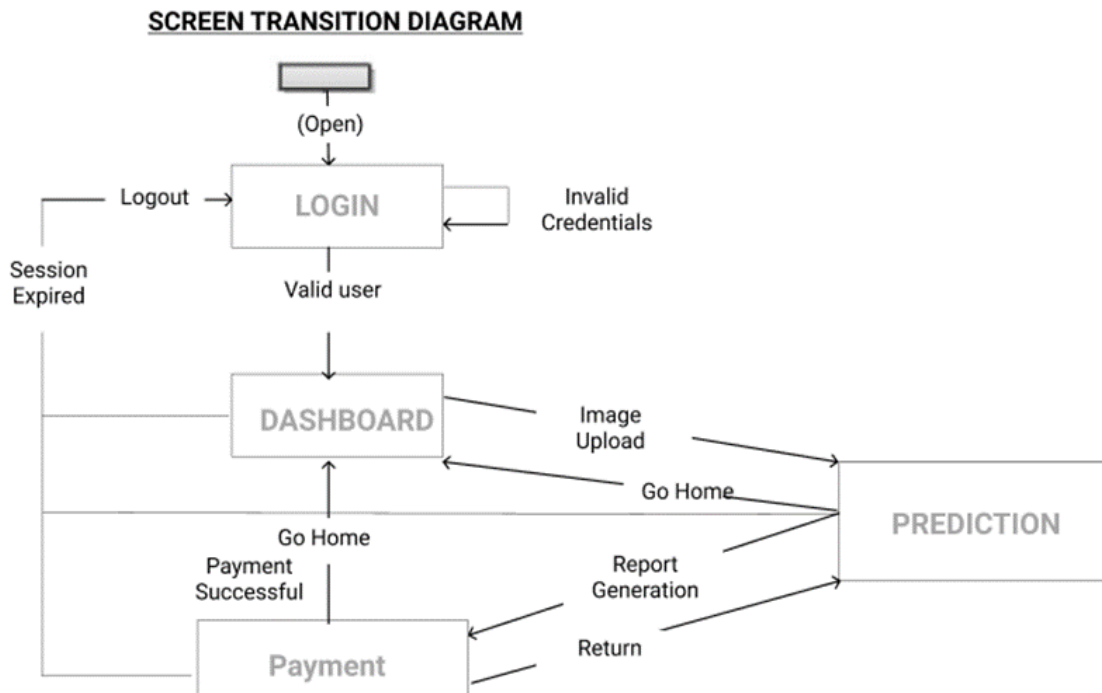 SCREEN TRANSITION DIAGRAM
(Open)
Logout
LOGIN
Invalid
Credentials
Session
Expired
Valid user
DASHBOARD
Image
Upload
Go Home
PREDICTION
Go Home
Payment
Successful
Report
Generation
Return
Payment